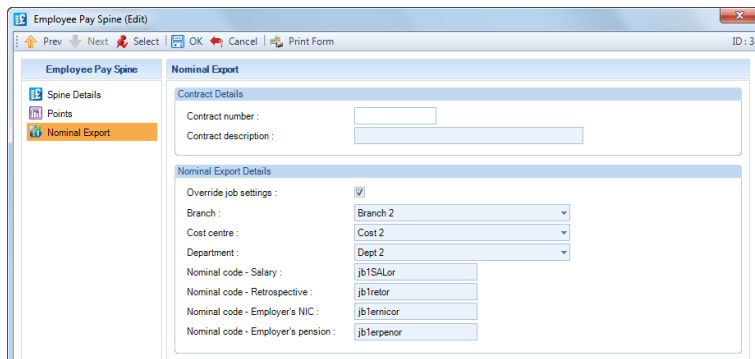 Employee Pay Spine (Edit)
Prev Next Select OK Cancel Print Form ID : 3
Employee Pay Spine
Spine Details
Points
Nominal Export
Nominal Export
Contract Details
Contract number :
Contract description :
Nominal Export Details
Override job settings :
Branch : Branch 2
Cost centre : Cost 2
Department : Dept 2
Nominal code - Salary : jb1SALor
Nominal code - Retrospective : jb1retor
Nominal code - Employer's NIC : jb1ernicor
Nominal code - Employer's pension : jb1erpenor